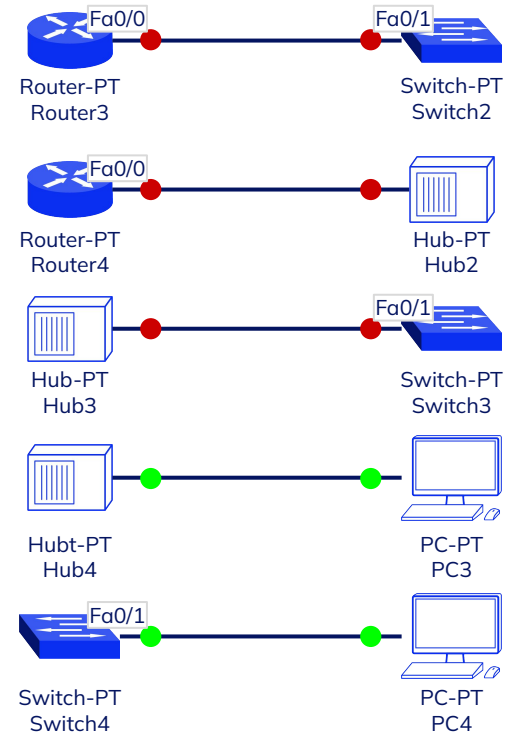 Fa0/0
Fa0/1
Router-PT
Router3
Switch-PT
Switch2
Fa0/0
Router-PT
Router4
Hub-PT
Hub2
Fa0/1
Hub-PT
Hub3
Switch-PT
Switch3
Hubt-PT
Hub4
PC-PT
PC3
Fa0/1
Switch-PT
Switch4
PC-PT
PC4